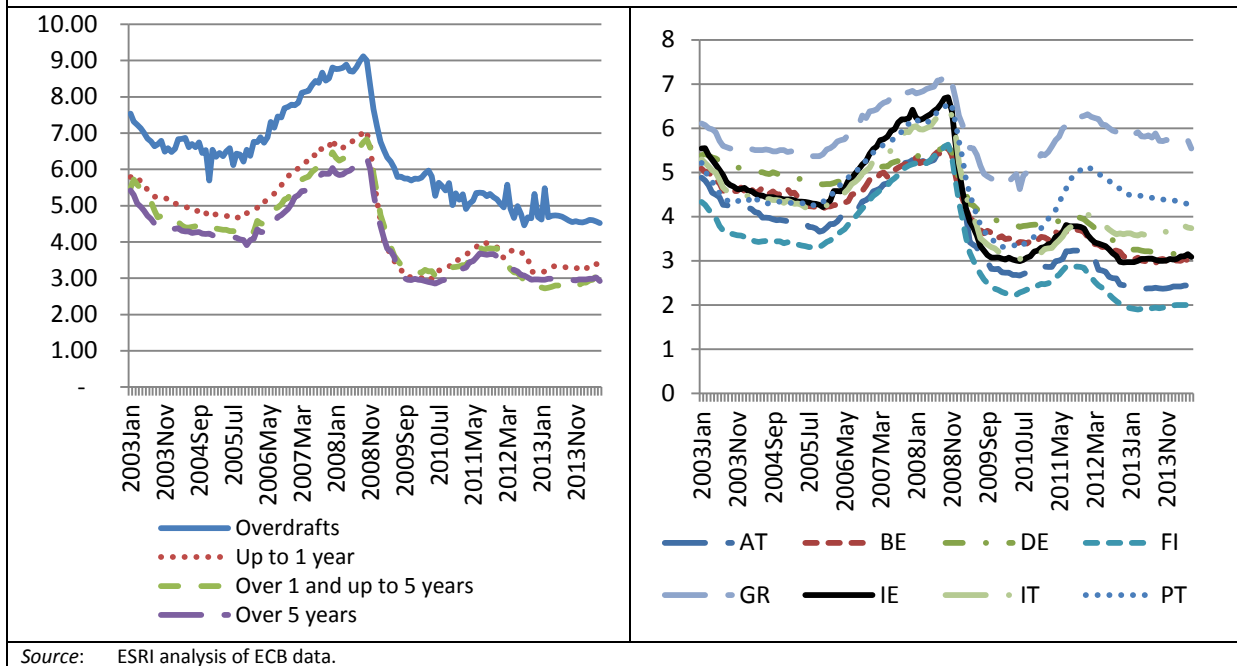 10.00
9.00
8.00
7.00
6.00
5.00
4.00
3.00
2.00
1.00
-
2003Jan
2003Nov
2004Sep
2005Jul
2006May
2007Mar
2008Jan
2008Nov
2009Sep
2010Jul
2011May
2012Mar
2013Jan
2013Nov
Overdrafts
Up to 1 year
Over 1 and up to 5 years
Over 5 years
8
7
6
5
4
3
2
1
0
2003Jan
2003Nov
2004Sep
2005Jul
2006May
2007Mar
2008Jan
2008Nov
2009Sep
2010Jul
2011May
2012Mar
2013Jan
2013Nov
AT BE DE FI
GR IE IT PT
Source: ESRI analysis of ECB data.